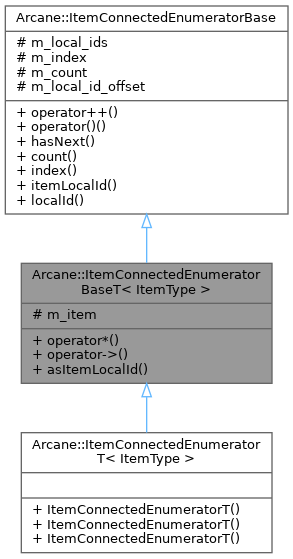 Arcane::ItemConnectedEnumeratorBase
# m_local_ids
# m_index
# m_count
# m_local_id_offset
+ operator++()
+ operator()()
+ hasNext()
+ count()
+ index()
+ itemLocalId()
+ localId()
Arcane::ItemConnectedEnumerator
BaseT< ItemType >
# m_item
+ operator*()
+ operator->()
+ asItemLocalId()
Arcane::ItemConnectedEnumerator
T< ItemType >
+ ItemConnectedEnumeratorT()
+ ItemConnectedEnumeratorT()
+ ItemConnectedEnumeratorT()